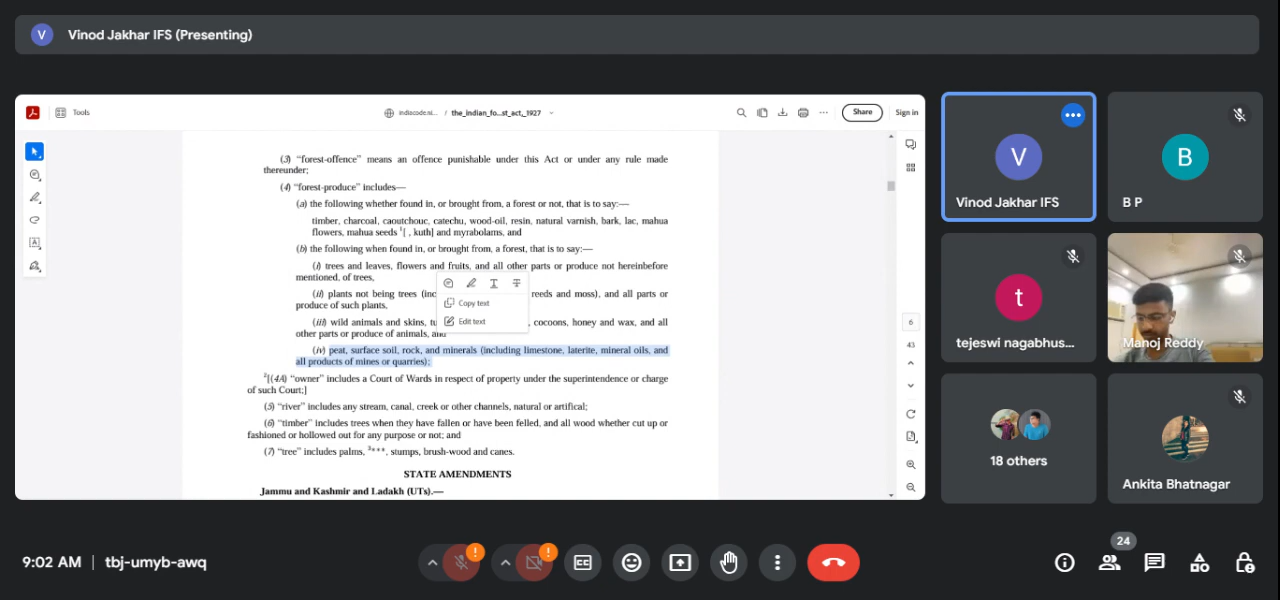 V Vinod Jakhar IFS (Presenting)
Tools
indiacode.ni... / the_indian_fo...st_act,_1927
Share
Sign in
(3) “forest-offence” means an offence punishable under this Act or under any rule made
thereunder;
(4) “forest-produce” includes—
(a) the following whether found in, or brought from, a forest or not, that is to say:—
timber, charcoal, caoutchouc, catechu, wood-oil, resin, natural varnish, bark, lac, mahua
flowers, mahua seeds 1[ , kuth] and myrabolams, and
(b) the following when found in, or brought from, a forest, that is to say:—
(i) trees and leaves, flowers and fruits, and all other parts or produce not hereinbefore
mentioned, of trees,
(ii) plants not being trees (inc reeds and moss), and all parts or
produce of such plants,
(iii) wild animals and skins, tu cocoons, honey and wax, and all
other parts or produce of animals, and
Copy text
Edit text
(iv) peat, surface soil, rock, and minerals (including limestone, laterite, mineral oils, and
all products of mines or quarries);
2[(4A) “owner” includes a Court of Wards in respect of property under the superintendence or charge
of such Court;]
(5) “river” includes any stream, canal, creek or other channels, natural or artifical;
(6) “timber” includes trees when they have fallen or have been felled, and all wood whether cut up or
fashioned or hollowed out for any purpose or not; and
(7) “tree” includes palms, 3***, stumps, brush-wood and canes.
STATE AMENDMENTS
Jammu and Kashmir and Ladakh (UTs).—
6
43
V
Vinod Jakhar IFS
B
B P
t
tejeswi nagabhus...
Manoj Reddy
18 others
Ankita Bhatnagar
9:02 AM | tbj-umyb-awq
24